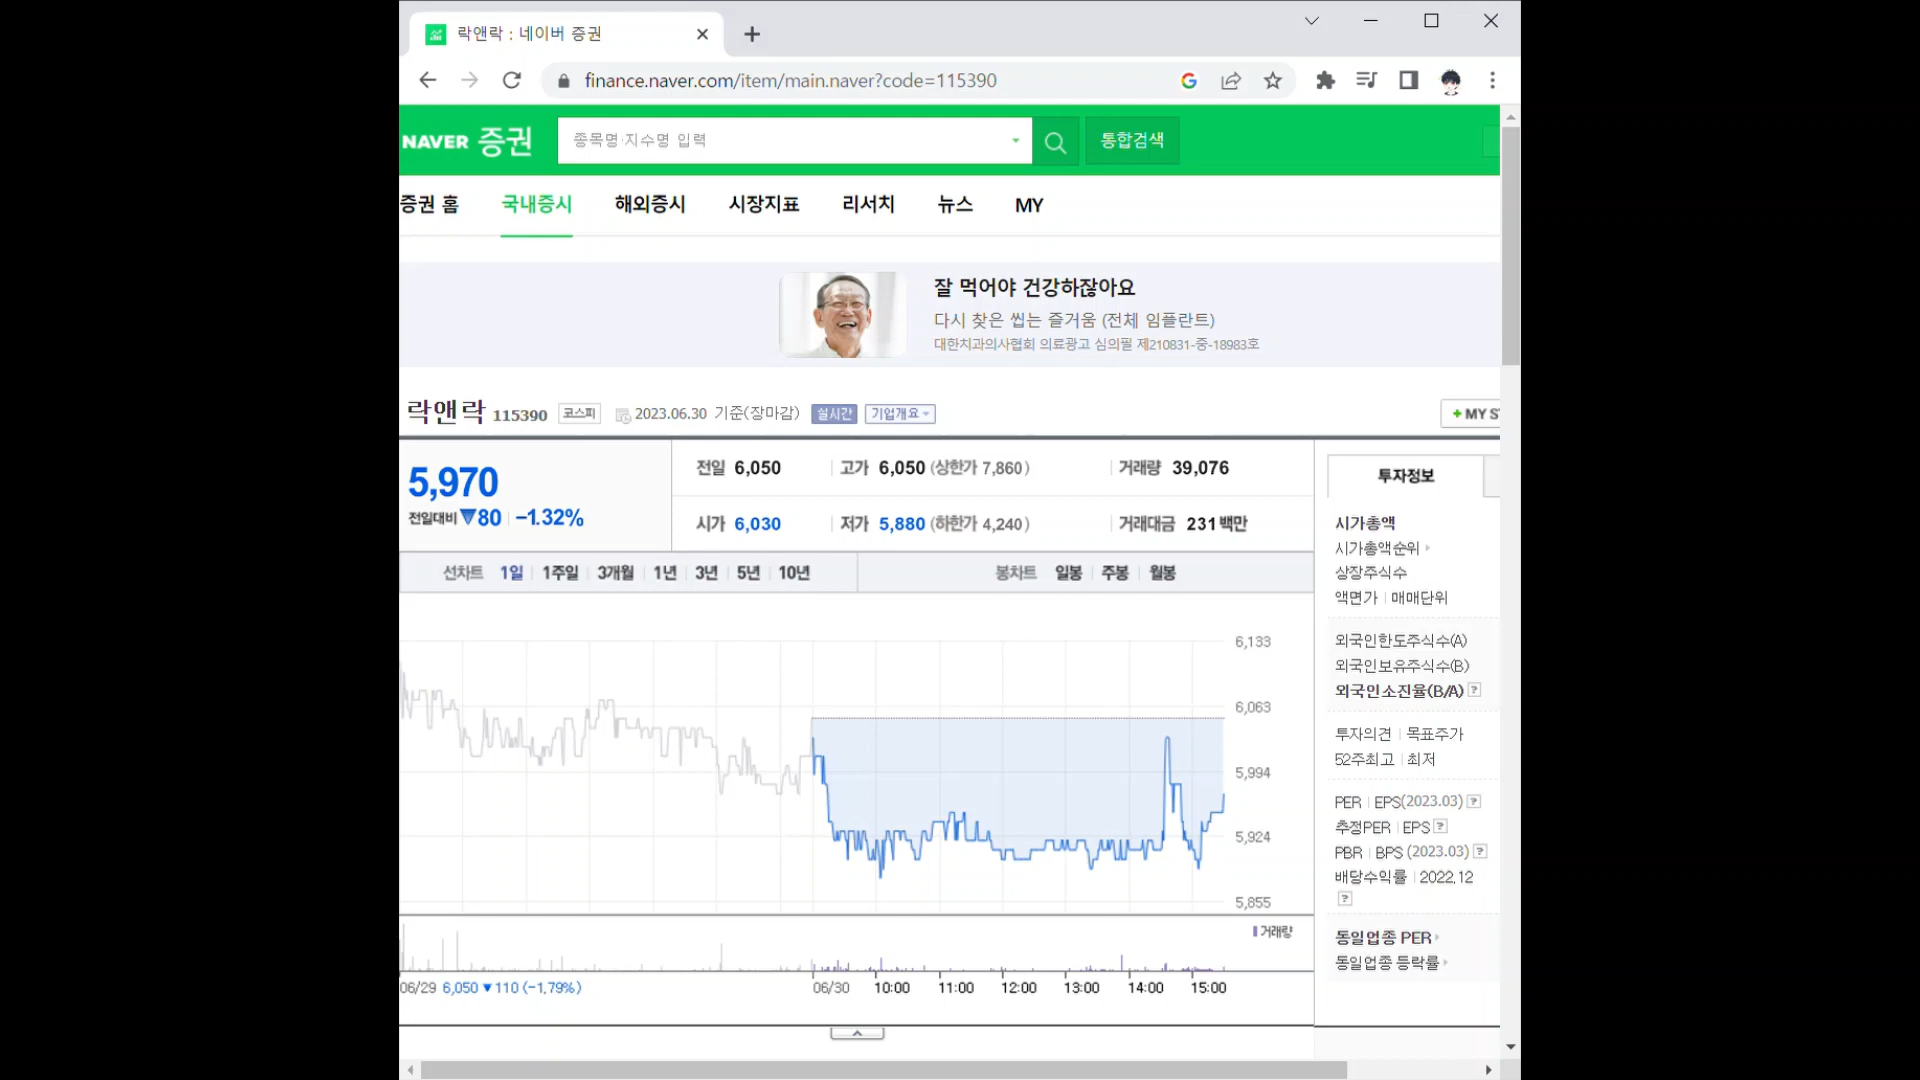 락앤락 : 네이버 증권
finance.naver.com/item/main.naver?code=115390
NAVER 증권
종목명·지수명 입력
통합검색
증권 홈 국내증시 해외증시 시장지표 리서치 뉴스 MY
잘 먹어야 건강하잖아요
다시 찾은 씹는 즐거움 (전체 임플란트)
대한치과의사협회 의료광고 심의필 제210831-중-18983호
락앤락 115390 코스피 2023.06.30 기준(장마감) 실시간 기업개요
+ MY S
5,970
전일대비 ▼80 -1.32%
전일 6,050 고가 6,050 (상한가 7,860) 거래량 39,076
시가 6,030 저가 5,880 (하한가 4,240) 거래대금 231 백만
선차트 1일 1주일 3개월 1년 3년 5년 10년 봉차트 일봉 주봉 월봉
6,133
6,063
5,994
5,924
5,855
거래량
06/29 6,050 ▼110 (-1.79%) 06/30 10:00 11:00 12:00 13:00 14:00 15:00
투자정보
시가총액
시가총액순위
상장주식수
액면가 | 매매단위
외국인한도주식수(A)
외국인보유주식수(B)
외국인소진율(B/A) ?
투자의견 | 목표주가
52주최고 | 최저
PER | EPS(2023.03) ?
추정PER | EPS ?
PBR | BPS (2023.03) ?
배당수익률 | 2022.12
?
동일업종 PER
동일업종 등락률